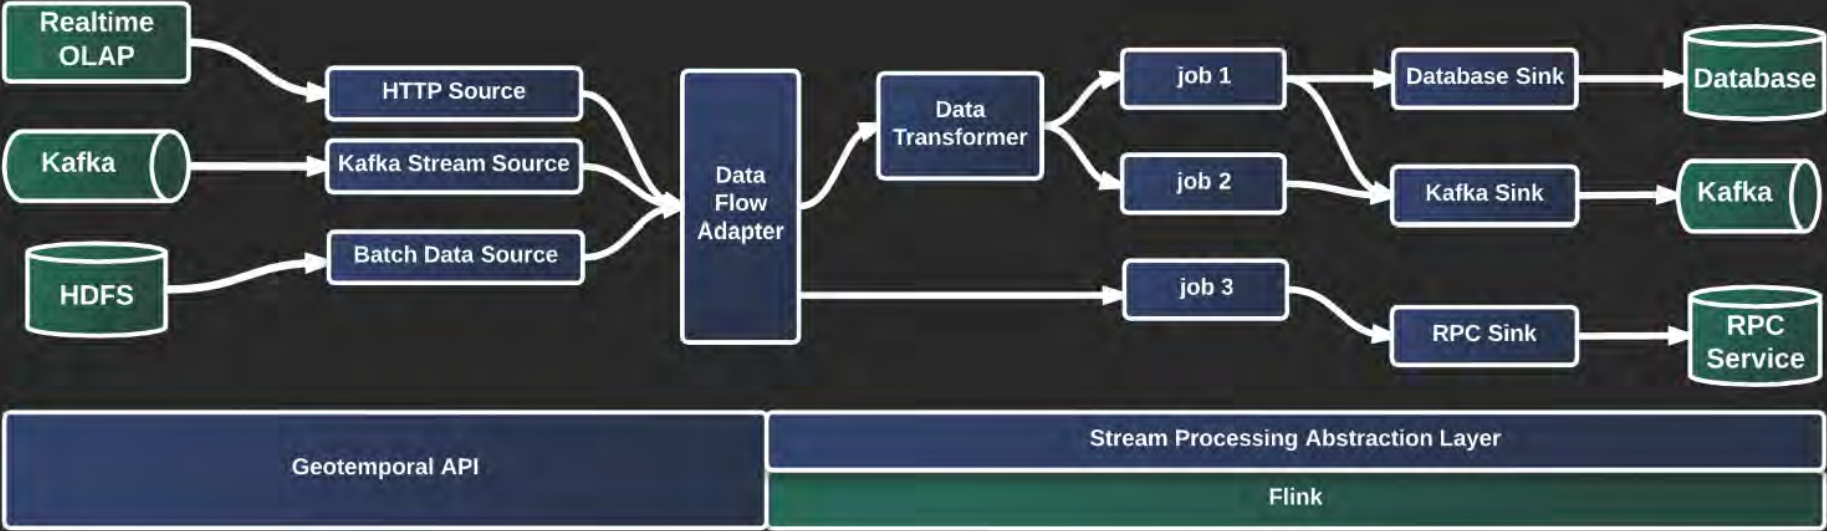 Realtime
OLAP
HTTP Source
Kafka
Kafka Stream Source
HDFS
Batch Data Source
Data
Flow
Adapter
Data
Transformer
job 1
job 2
job 3
Database Sink
Kafka Sink
RPC Sink
Database
Kafka
RPC
Service
Geotemporal API
Stream Processing Abstraction Layer
Flink